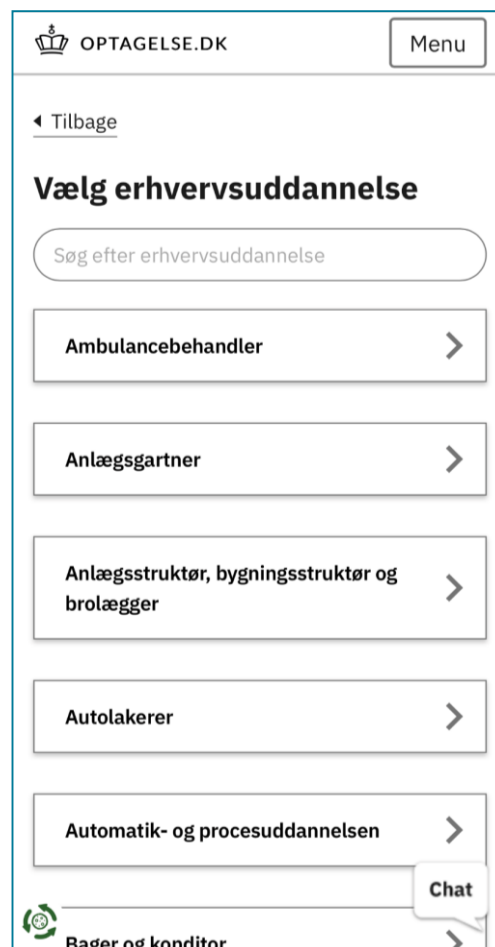 OPTAGELSE.DK
Menu
Tilbage
Vælg erhvervsuddannelse
Søg efter erhvervsuddannelse
Ambulancebehandler
Anlægsgartner
Anlægsstruktør, bygningsstruktør og
brolægger
Autolakerer
Automatik- og procesuddannelsen
Chat
Bager og konditor